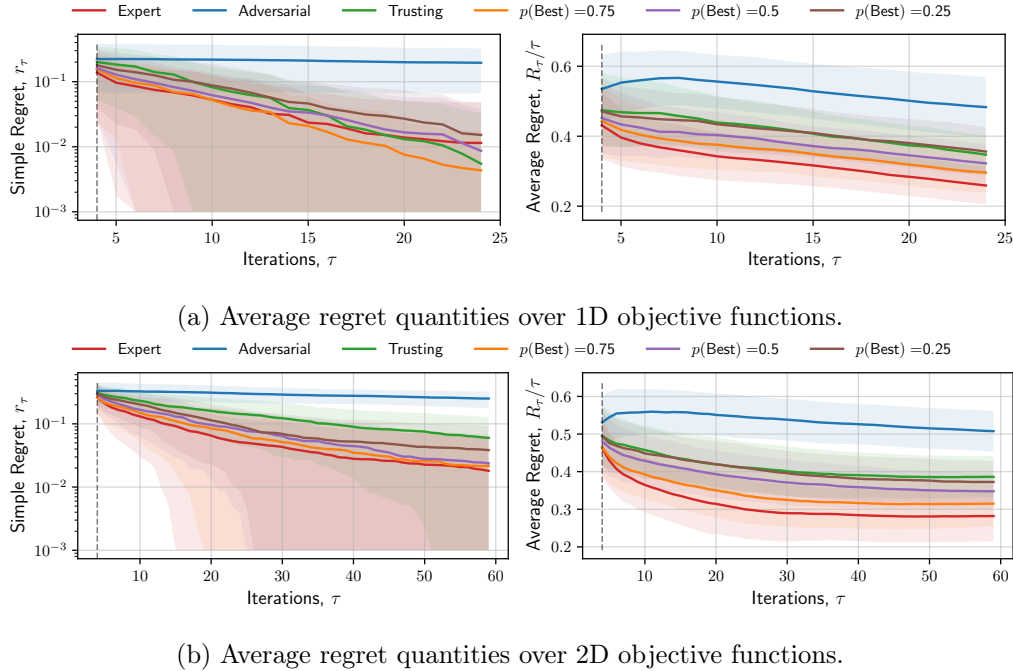 Expert Adversarial Trusting p(Best) =0.75 p(Best) =0.5 p(Best) =0.25
Simple Regret, r_τ
10⁻¹
10⁻²
10⁻³
5 10 15 20 25
Iterations, τ
Average Regret, R_τ/τ
0.6
0.4
0.2
5 10 15 20 25
Iterations, τ
(a) Average regret quantities over 1D objective functions.
Expert Adversarial Trusting p(Best) =0.75 p(Best) =0.5 p(Best) =0.25
Simple Regret, r_τ
10⁻¹
10⁻²
10⁻³
10 20 30 40 50 60
Iterations, τ
Average Regret, R_τ/τ
0.6
0.5
0.4
0.3
0.2
10 20 30 40 50 60
Iterations, τ
(b) Average regret quantities over 2D objective functions.